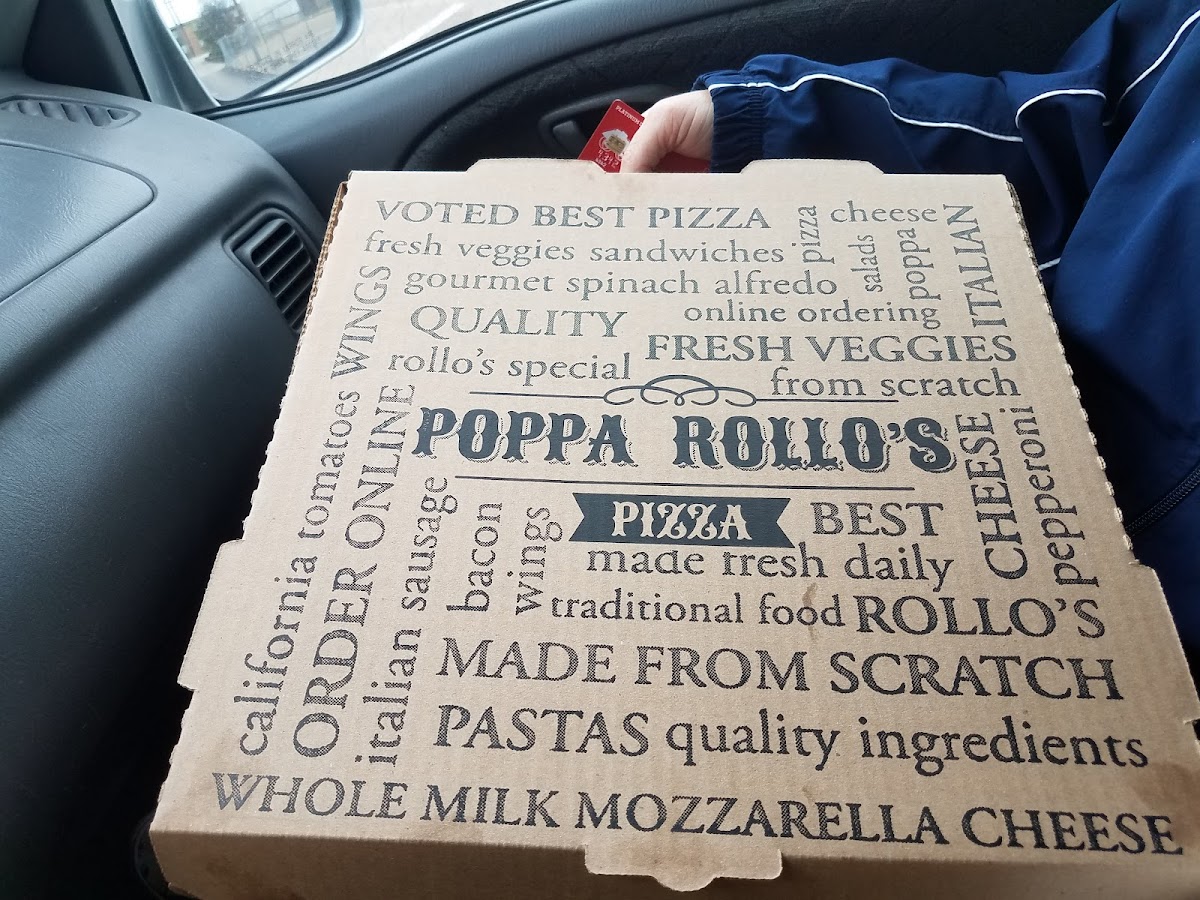 PLATINUM
VOTED BEST PIZZA
pizza
cheese
fresh veggies sandwiches
salads
poppa
ITALIAN
gourmet spinach alfredo
WINGS
QUALITY
online ordering
rollo's special
FRESH VEGGIES
from scratch
california tomatoes
ORDER ONLINE
POPPA ROLLO'S
CHEESE
pepperoni
PIZZA
BEST
italian sausage
bacon
wings
made fresh daily
traditional food ROLLO'S
MADE FROM SCRATCH
PASTAS quality ingredients
WHOLE MILK MOZZARELLA CHEESE